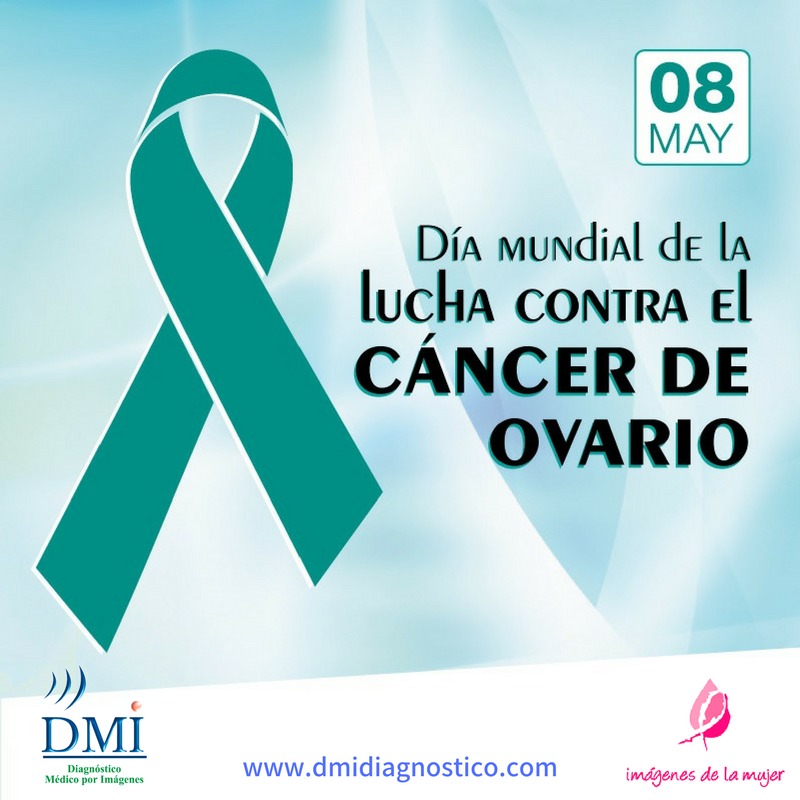 08
MAY
Día mundial de la
lucha contra el
CÁNCER DE
OVARIO
DMI
Diagnóstico
Médico por Imágenes
www.dmidiagnostico.com
imágenes de la mujer